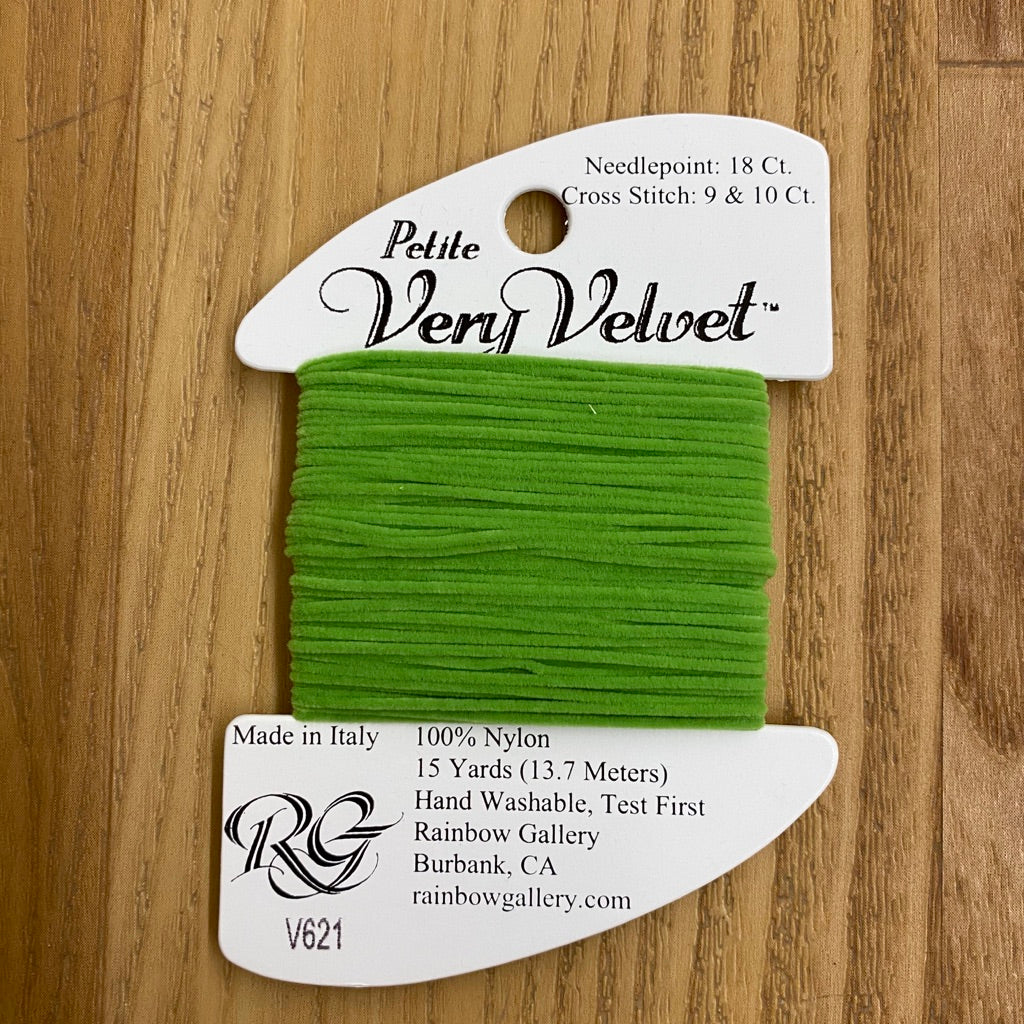 Needlepoint: 18 Ct.
Cross Stitch: 9 & 10 Ct.
Petite
Very Velvet™
Made in Italy
100% Nylon
15 Yards (13.7 Meters)
Hand Washable, Test First
Rainbow Gallery
Burbank, CA
rainbowgallery.com
RG
V621